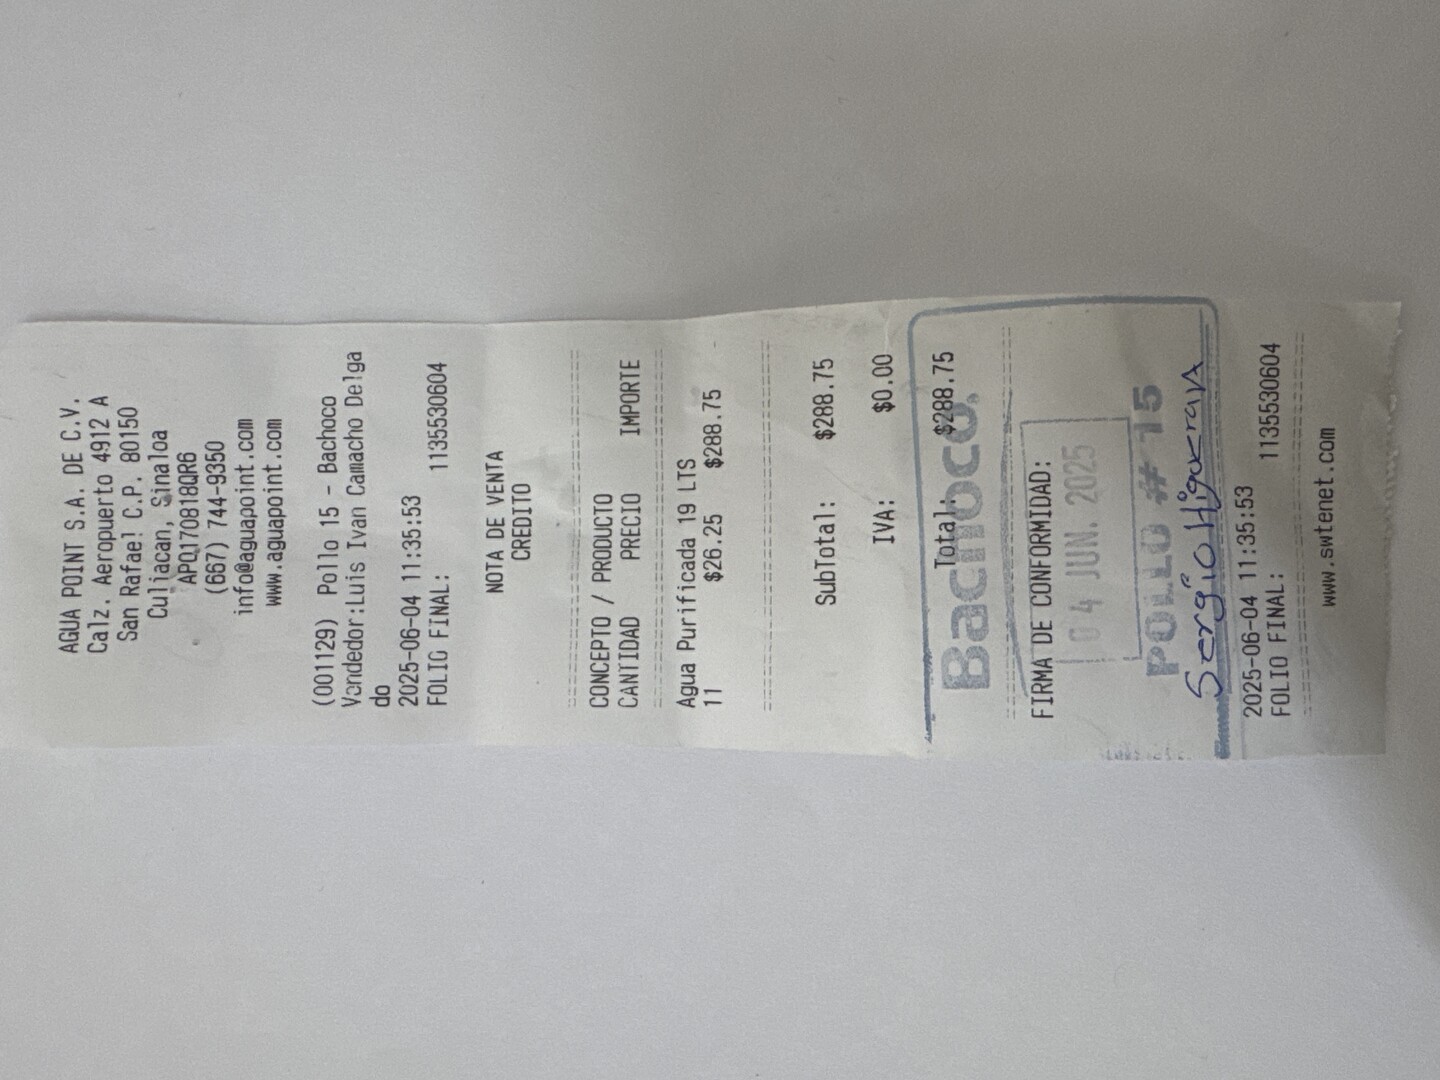 AGUA POINT S.A. DE C.V.
Calz. Aeropuerto 4912 A
San Rafael C.P. 80150
Culiacan, Sinaloa
APO170818QR6
(667) 744-9350
info@aguapoint.com
www.aguapoint.com
(001129) Pollo 15 - Bachoco
Vendedor:Luis Ivan Camacho Delga
do
2025-06-04 11:35:53
FOLIO FINAL: 1135530604
NOTA DE VENTA
CREDITO
CONCEPTO / PRODUCTO
CANTIDAD PRECIO IMPORTE
Agua Purificada 19 LTS
11 $26.25 $288.75
SubTotal: $288.75
IVA: $0.00
Total: $288.75
Bachoco.
FIRMA DE CONFORMIDAD:
04 JUN. 2025
POLLO # 15
Sergio Higueran
2025-06-04 11:35:53
FOLIO FINAL: 1135530604
www.swtenet.com